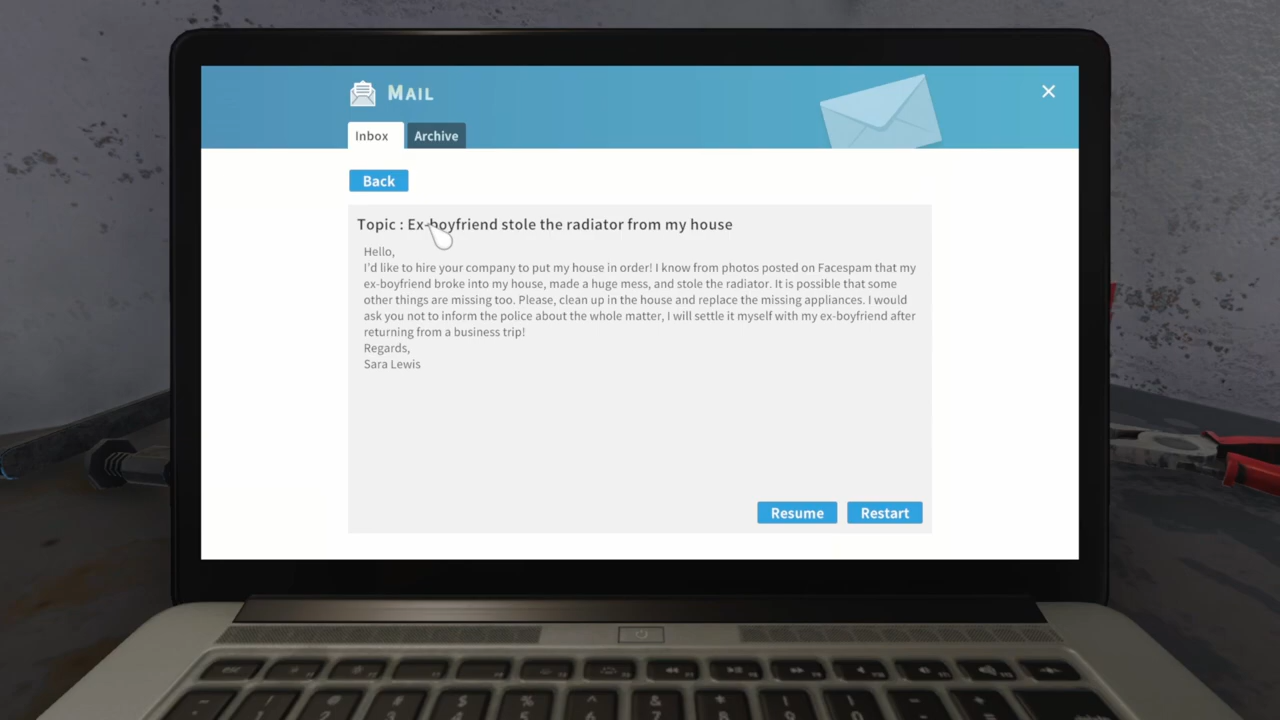 MAIL
Inbox
Archive
Back
Topic : Ex-boyfriend stole the radiator from my house
Hello,
I'd like to hire your company to put my house in order! I know from photos posted on Facespam that my
ex-boyfriend broke into my house, made a huge mess, and stole the radiator. It is possible that some
other things are missing too. Please, clean up in the house and replace the missing appliances. I would
ask you not to inform the police about the whole matter, I will settle it myself with my ex-boyfriend after
returning from a business trip!
Regards,
Sara Lewis
Resume
Restart